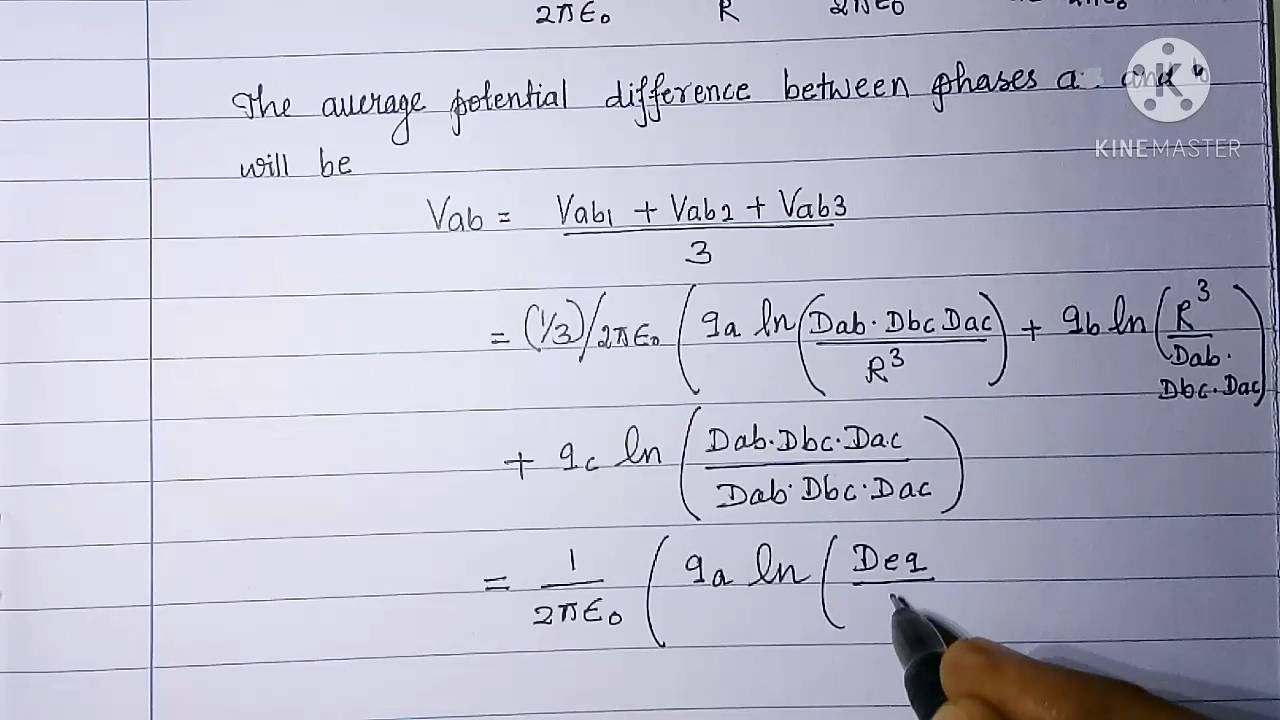 2πε₀ R 2πε₀ 2πε₀
The average potential difference between phases a and b
will be
Vab = Vab1 + Vab2 + Vab3
3
= (1/3)/2πε₀ (qa ln(Dab·Dbc Dac / R³) + qb ln(R³ / Dab·
Dbc·Dac)
+ qc ln (Dab·Dbc·Dac / Dab·Dbc·Dac)
= 1 / 2πε₀ (qa ln (Deq
K
KINEMASTER